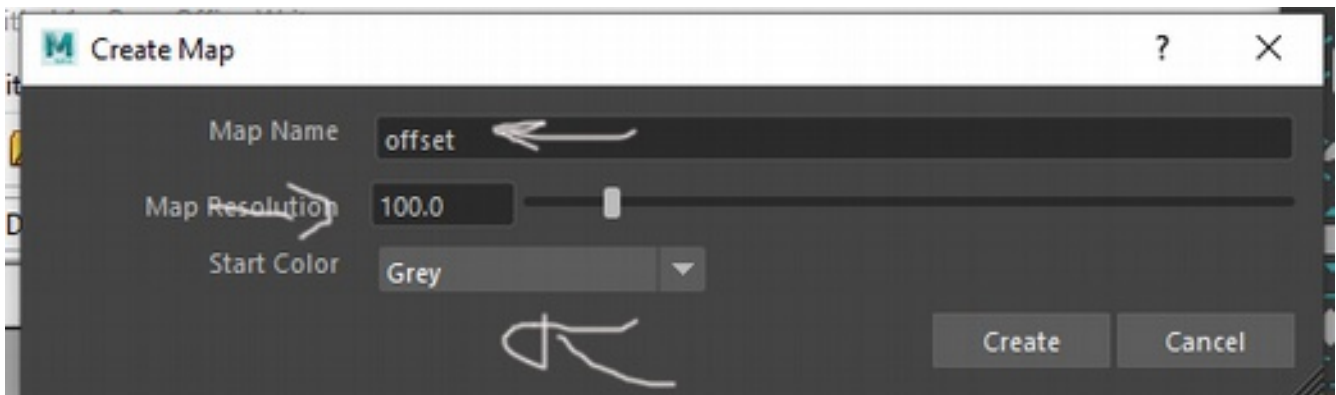 Create Map ?
Map Name offset
Map Resolution 100.0
Start Color Grey
Create Cancel